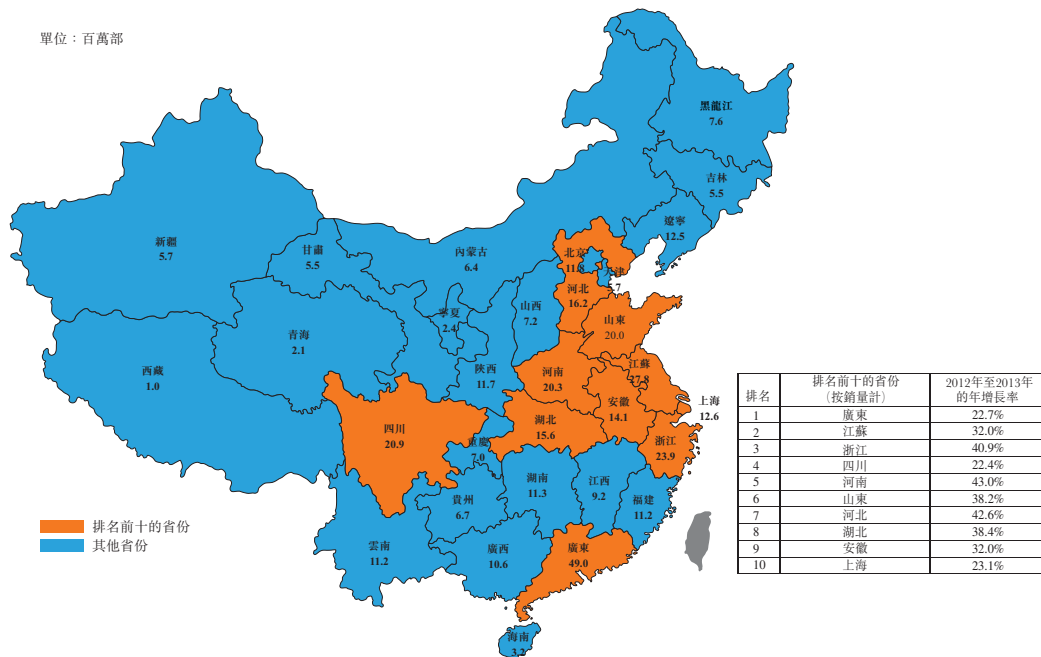 單位：百萬部
黑龍江
7.6
吉林
5.5
遼寧
12.5
新疆
5.7
甘肅
5.5
內蒙古
6.4
北京
11.8
天津
5.7
河北
16.2
山西
7.2
山東
20.0
寧夏
2.4
青海
2.1
西藏
1.0
陝西
11.7
河南
20.3
江蘇
27.8
安徽
14.1
上海
12.6
四川
20.9
湖北
15.6
重慶
7.0
浙江
23.9
湖南
11.3
江西
9.2
貴州
6.7
福建
11.2
雲南
11.2
廣西
10.6
廣東
49.0
海南
3.2
排名前十的省份
其他省份
排名 排名前十的省份（按銷量計） 2012年至2013年的年增長率
1 廣東 22.7%
2 江蘇 32.0%
3 浙江 40.9%
4 四川 22.4%
5 河南 43.0%
6 山東 38.2%
7 河北 42.6%
8 湖北 38.4%
9 安徽 32.0%
10 上海 23.1%